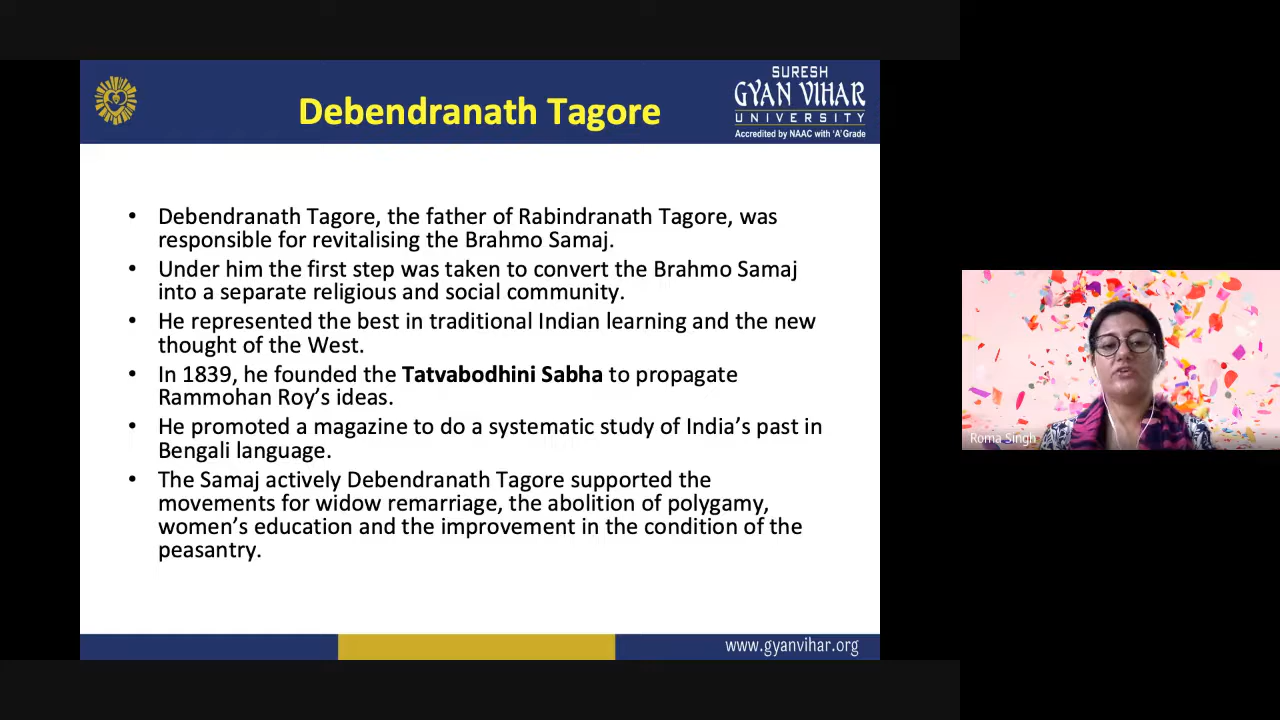 Debendranath Tagore
SURESH
GYAN VIHAR
UNIVERSITY
Accredited by NAAC with 'A' Grade
• Debendranath Tagore, the father of Rabindranath Tagore, was
responsible for revitalising the Brahmo Samaj.
• Under him the first step was taken to convert the Brahmo Samaj
into a separate religious and social community.
• He represented the best in traditional Indian learning and the new
thought of the West.
• In 1839, he founded the Tatvabodhini Sabha to propagate
Rammohan Roy's ideas.
• He promoted a magazine to do a systematic study of India's past in
Bengali language.
• The Samaj actively Debendranath Tagore supported the
movements for widow remarriage, the abolition of polygamy,
women's education and the improvement in the condition of the
peasantry.
www.gyanvihar.org
Roma Singh